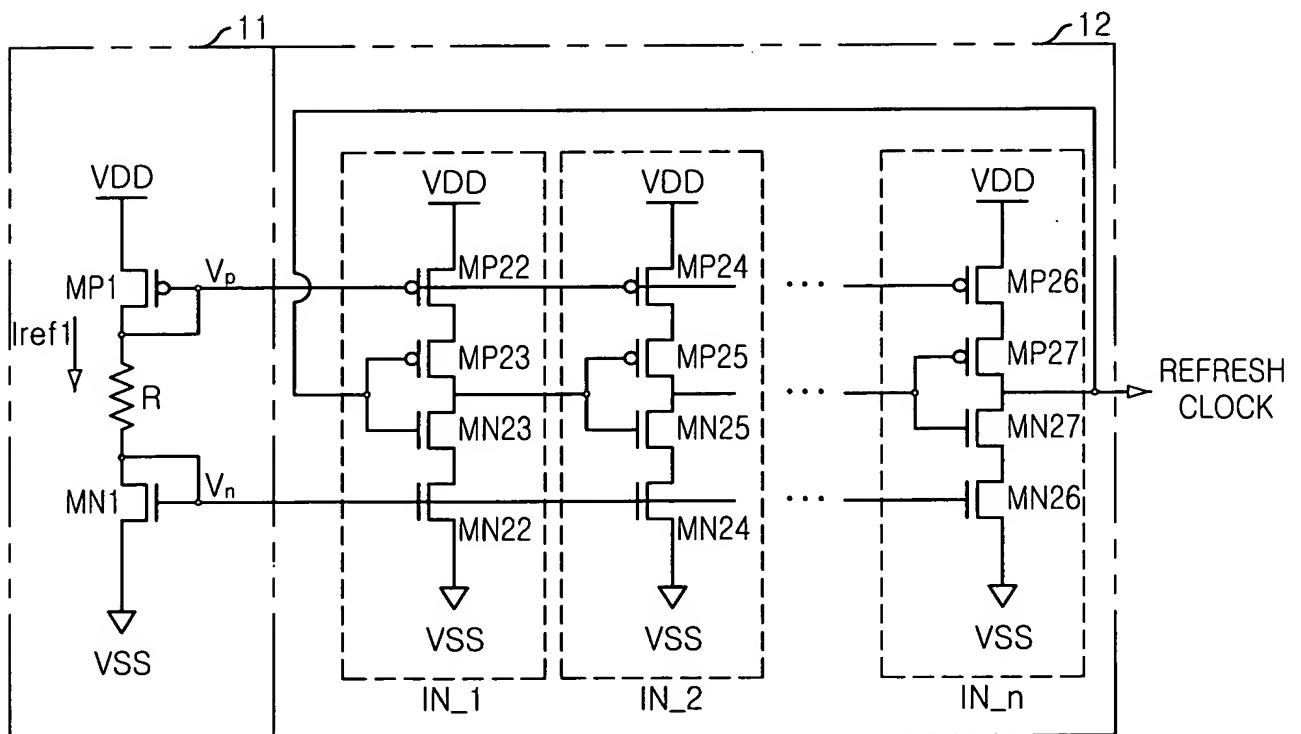 11
12
VDD
VDD
VDD
VDD
MP1
Vp
MP22
MP24
...
MP26
Iref1
MP23
MP25
MP27
R
...
REFRESH
CLOCK
MN23
MN25
MN27
MN1
Vn
...
MN22
MN24
MN26
VSS
VSS
VSS
VSS
IN_1
IN_2
IN_n